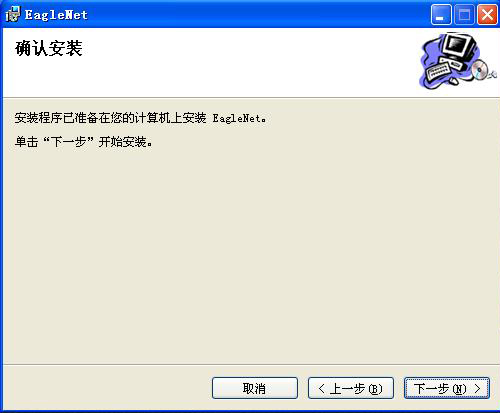 EagleNet
确认安装
安装程序已准备在您的计算机上安装 EagleNet。
单击“下一步”开始安装。
取消
< 上一步(B)
下一步(N) >